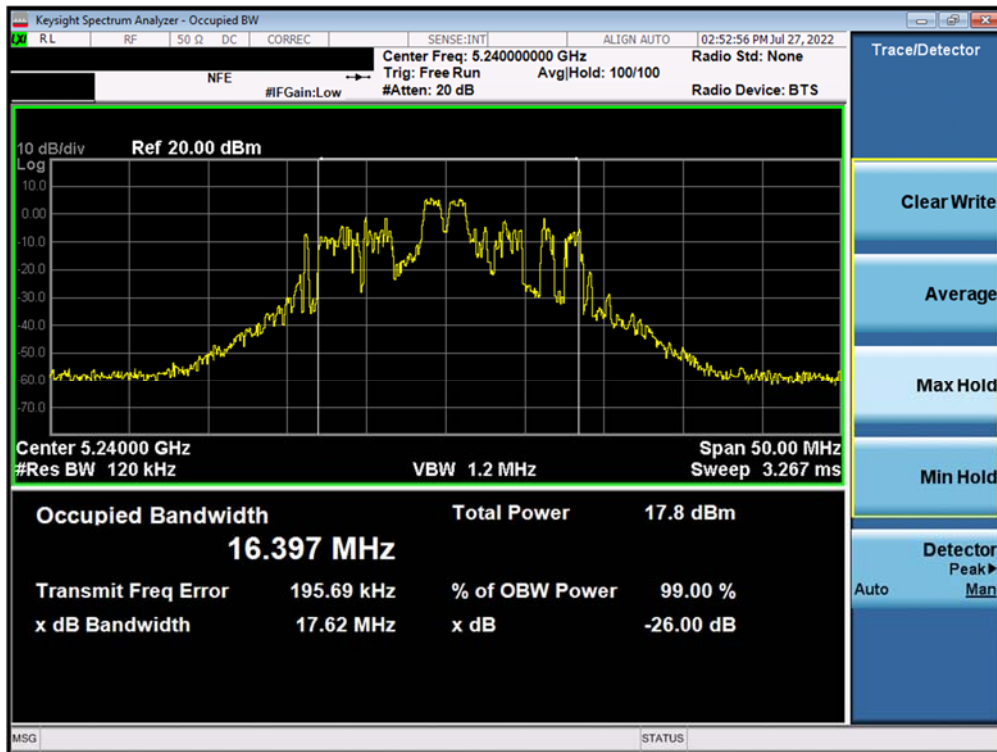 Keysight Spectrum Analyzer - Occupied BW
LXI RL RF 50 Ω DC CORREC SENSE:INT ALIGN AUTO 02:52:56 PM Jul 27, 2022
Center Freq: 5.240000000 GHz Radio Std: None
NFE Trig: Free Run Avg|Hold: 100/100
#IFGain:Low #Atten: 20 dB Radio Device: BTS
Trace/Detector
10 dB/div Ref 20.00 dBm
Log
10.0
0.00
-10.0
-20.0
-30.0
-40.0
-50.0
-60.0
-70.0
Center 5.24000 GHz Span 50.00 MHz
#Res BW 120 kHz VBW 1.2 MHz Sweep 3.267 ms
Occupied Bandwidth Total Power 17.8 dBm
16.397 MHz
Transmit Freq Error 195.69 kHz % of OBW Power 99.00 %
x dB Bandwidth 17.62 MHz x dB -26.00 dB
Clear Write
Average
Max Hold
Min Hold
Detector
Peak▶
Auto Man
MSG STATUS